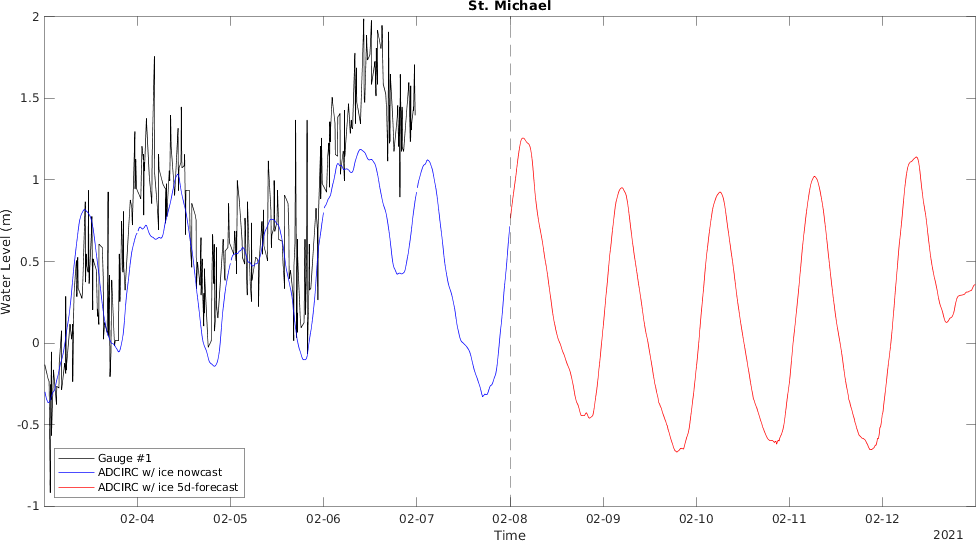 St. Michael
2
1.5
1
0.5
0
-0.5
-1
Water Level (m)
Gauge #1
ADCIRC w/ ice nowcast
ADCIRC w/ ice 5d-forecast
02-04 02-05 02-06 02-07 02-08 02-09 02-10 02-11 02-12
Time
2021